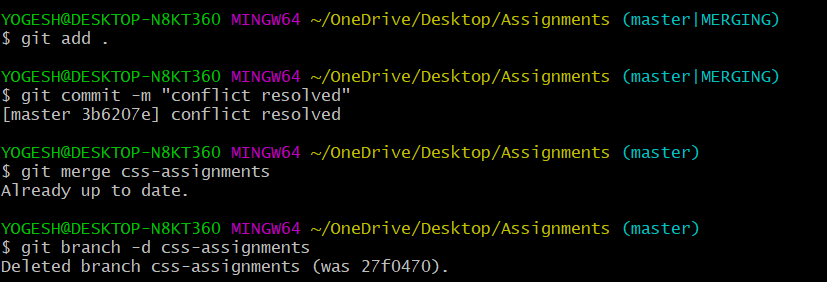 YOGESH@DESKTOP-N8KT360 MINGW64 ~/OneDrive/Desktop/Assignments (master|MERGING)
$ git add .
YOGESH@DESKTOP-N8KT360 MINGW64 ~/OneDrive/Desktop/Assignments (master|MERGING)
$ git commit -m "conflict resolved"
[master 3b6207e] conflict resolved
YOGESH@DESKTOP-N8KT360 MINGW64 ~/OneDrive/Desktop/Assignments (master)
$ git merge css-assignments
Already up to date.
YOGESH@DESKTOP-N8KT360 MINGW64 ~/OneDrive/Desktop/Assignments (master)
$ git branch -d css-assignments
Deleted branch css-assignments (was 27f0470).